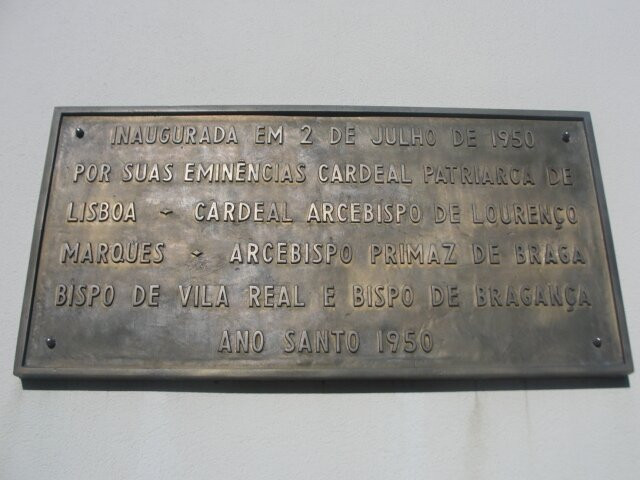 INAUGURADA EM 2 DE JULHO DE 1950
POR SUAS EMINÊNCIAS CARDEAL PATRIARCA DE
LISBOA - CARDEAL ARCEBISPO DE LOURENÇO
MARQUES - ARCEBISPO PRIMAZ DE BRAGA
BISPO DE VILA REAL E BISPO DE BRAGANÇA
ANO SANTO 1950